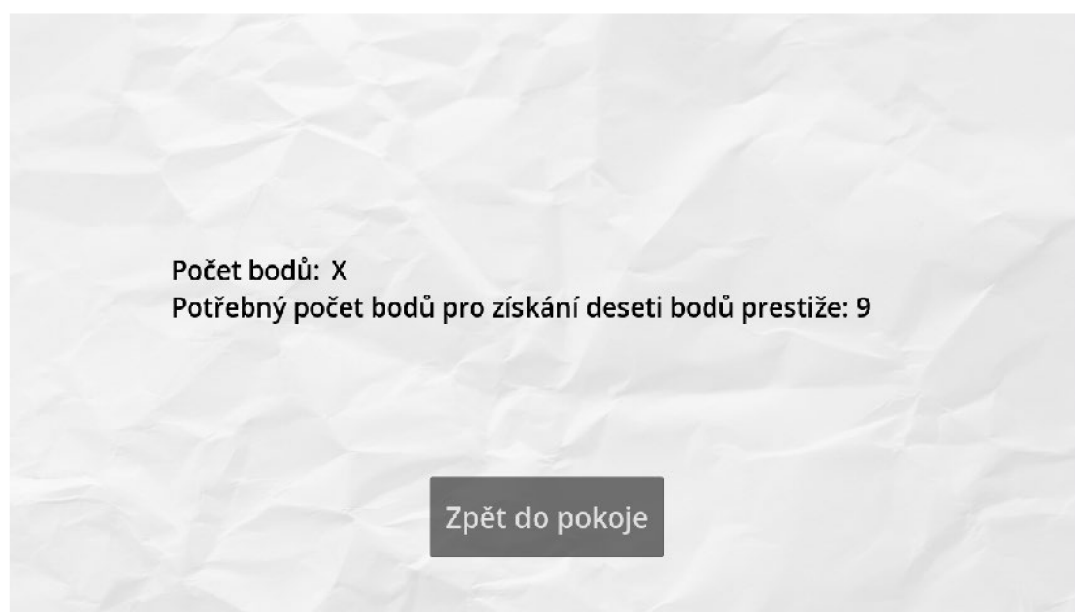 Počet bodů: X
Potřebný počet bodů pro získání deseti bodů prestiže: 9
Zpět do pokoje